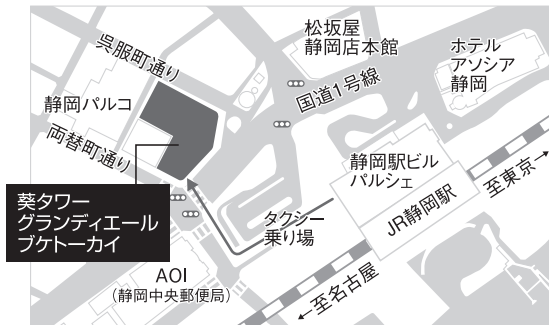 呉服町通り
松坂屋
静岡店本館
ホテル
アソシア
静岡
国道1号線
静岡パルコ
両替町通り
静岡駅ビル
パルシェ
至東京→
JR静岡駅
葵タワー
グランディエール
ブケトーカイ
タクシー
乗り場
AOI
(静岡中央郵便局)
←至名古屋